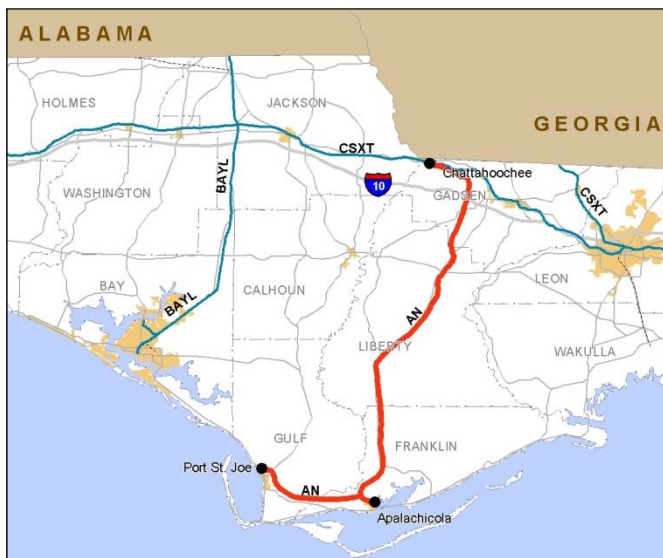 ALABAMA
HOLMES
JACKSON
GEORGIA
CSXT
BAYL
Chattahoochee
10
WASHINGTON
GADSEN
CSXT
LEON
BAY
CALHOUN
BAYL
AN
LIBERTY
WAKULLA
GULF
FRANKLIN
Port St. Joe
AN
Apalachicola